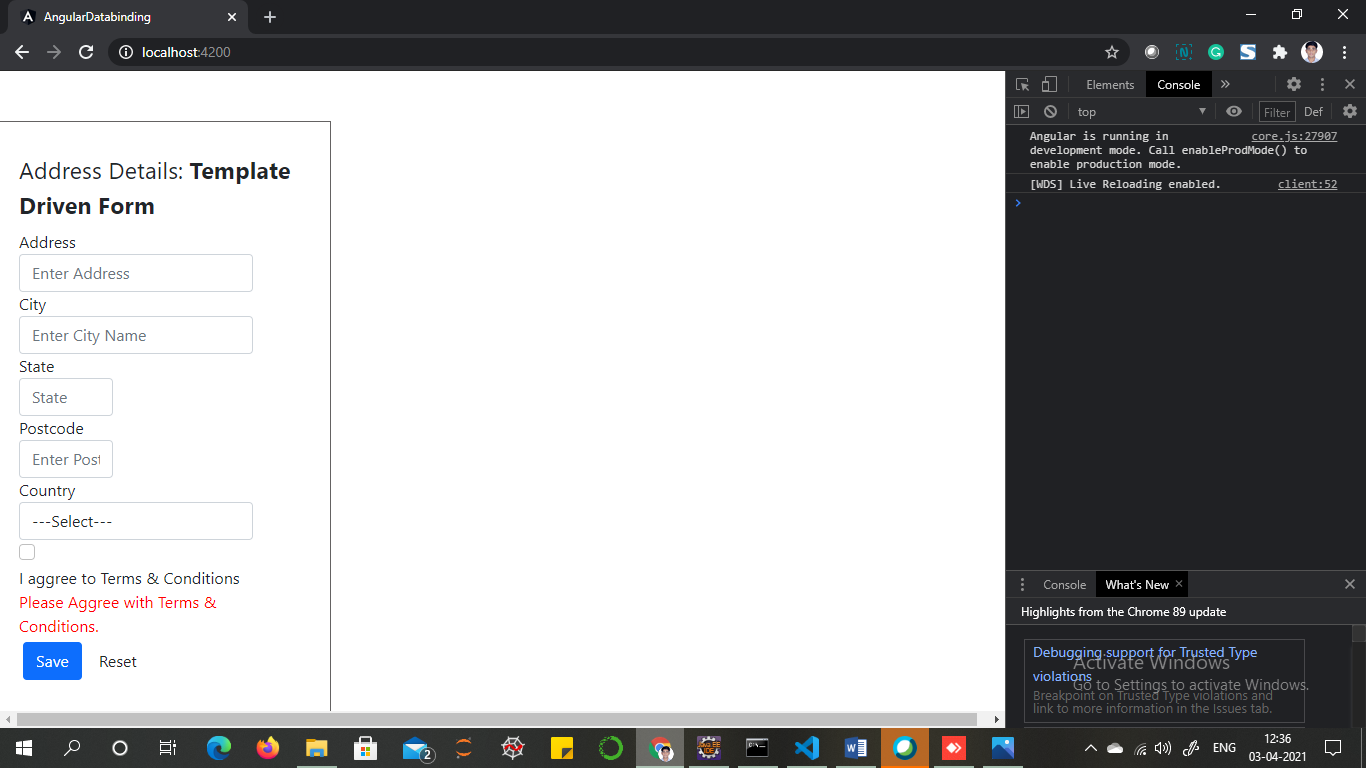 AngularDatabinding
localhost:4200
Elements
Console
top
Filter
Def
Angular is running in core.js:27907
development mode. Call enableProdMode() to
enable production mode.
[WDS] Live Reloading enabled. client:52
Address Details: Template
Driven Form
Address
Enter Address
City
Enter City Name
State
State
Postcode
Enter Post
Country
---Select---
I aggree to Terms & Conditions
Please Aggree with Terms &
Conditions.
Save
Reset
Console
What's New
Highlights from the Chrome 89 update
Debugging support for Trusted Type
violations
Breakpoint on Trusted Type violations and
link to more information in the Issues tab.
Activate Windows
Go to Settings to activate Windows.
2
Java EE
IDE
ENG
12:36
03-04-2021